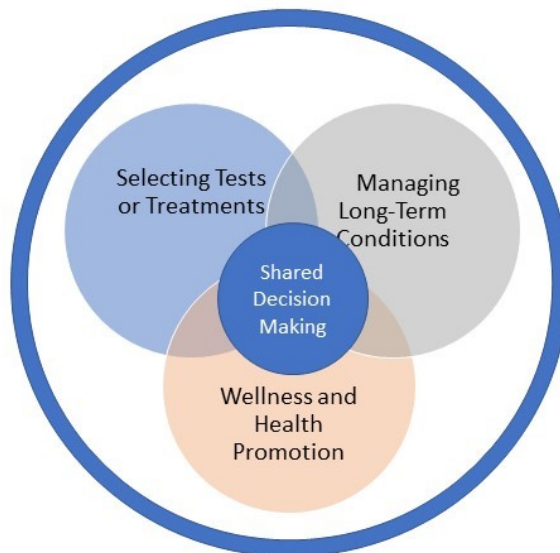 Selecting Tests
or Treatments
Managing
Long-Term
Conditions
Shared
Decision
Making
Wellness and
Health
Promotion